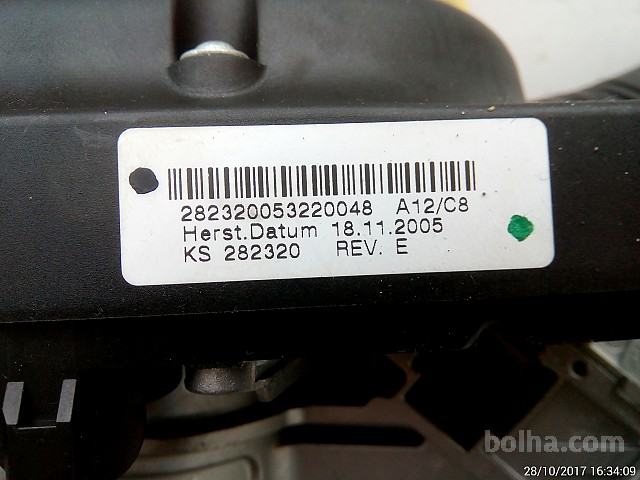 282320053220048 A12/C8
Herst.Datum 18.11.2005
KS 282320 REV. E
bolha.com
28/10/2017 16:34:09